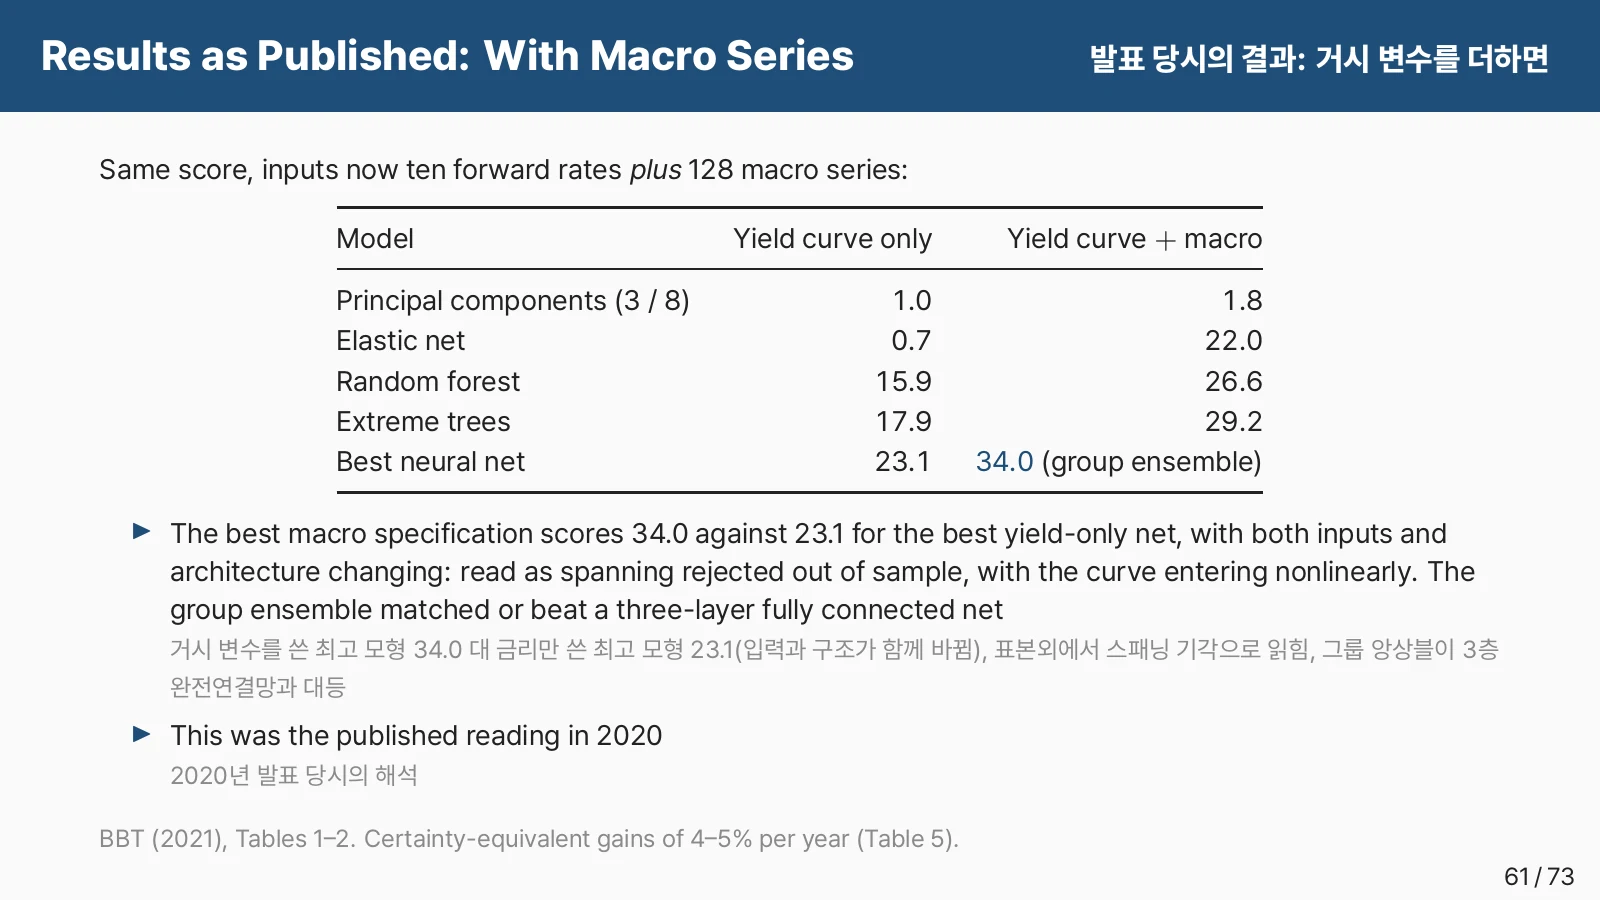 Results as Published: With Macro Series
발표 당시의 결과: 거시 변수를 더하면
Same score, inputs now ten forward rates plus 128 macro series:
Model Yield curve only Yield curve + macro
Principal components (3 / 8) 1.0 1.8
Elastic net 0.7 22.0
Random forest 15.9 26.6
Extreme trees 17.9 29.2
Best neural net 23.1 34.0 (group ensemble)
▶ The best macro specification scores 34.0 against 23.1 for the best yield-only net, with both inputs and
architecture changing: read as spanning rejected out of sample, with the curve entering nonlinearly. The
group ensemble matched or beat a three-layer fully connected net
거시 변수를 쓴 최고 모형 34.0 대 금리만 쓴 최고 모형 23.1(입력과 구조가 함께 바뀜), 표본외에서 스패닝 기각으로 읽힘, 그룹 앙상블이 3층
완전연결망과 대등
▶ This was the published reading in 2020
2020년 발표 당시의 해석
BBT (2021), Tables 1–2. Certainty-equivalent gains of 4–5% per year (Table 5).
61 / 73